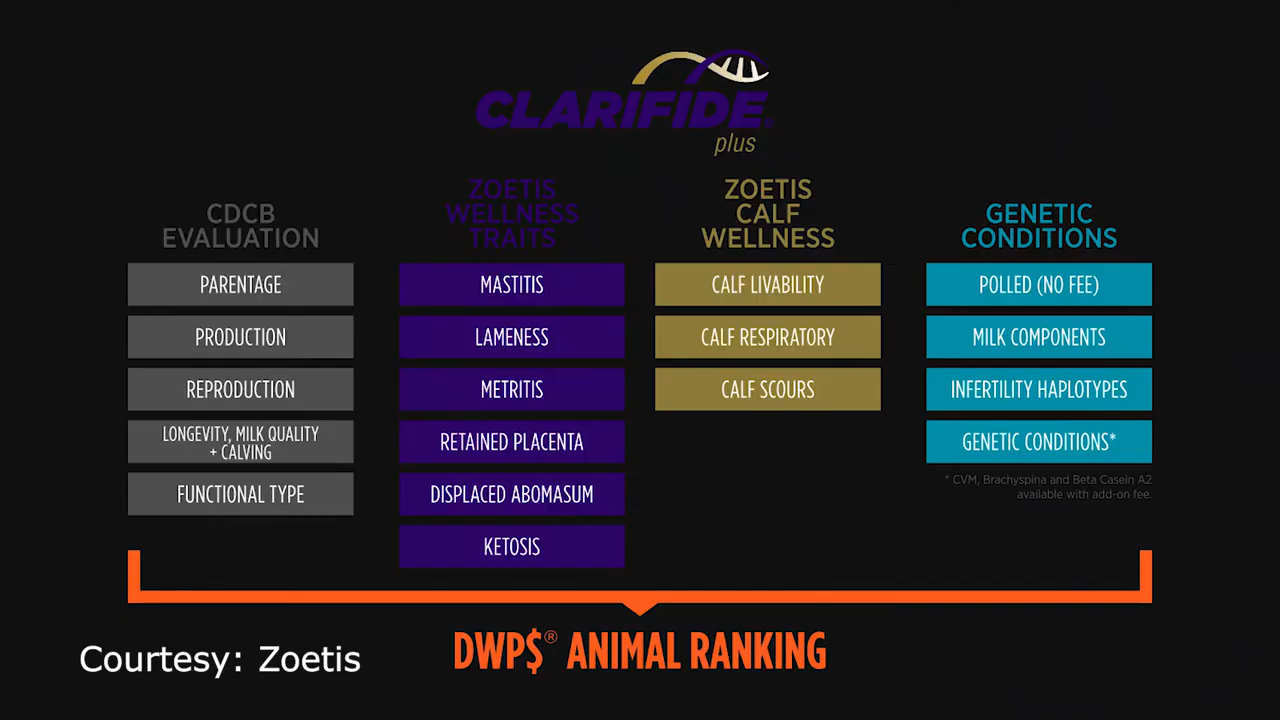 CLARIFIDE®
plus
CDCB
EVALUATION
PARENTAGE
PRODUCTION
REPRODUCTION
LONGEVITY, MILK QUALITY
+ CALVING
FUNCTIONAL TYPE
ZOETIS
WELLNESS
TRAITS
MASTITIS
LAMENESS
METRITIS
RETAINED PLACENTA
DISPLACED ABOMASUM
KETOSIS
ZOETIS
CALF
WELLNESS
CALF LIVABILITY
CALF RESPIRATORY
CALF SCOURS
GENETIC
CONDITIONS
POLLED (NO FEE)
MILK COMPONENTS
INFERTILITY HAPLOTYPES
GENETIC CONDITIONS*
* CVM, Brachyspina and Beta Casein A2
available with add-on fee.
DWP$® ANIMAL RANKING
Courtesy: Zoetis